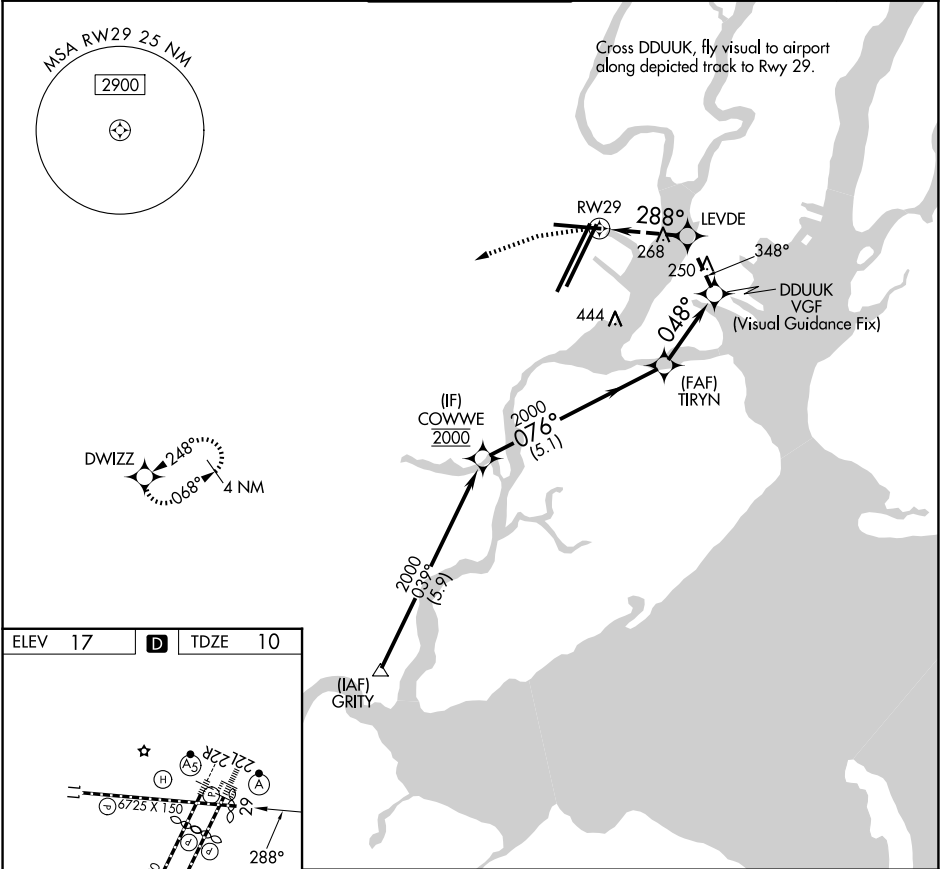 MSA RW29 25 NM
2900
Cross DDUUK, fly visual to airport
along depicted track to Rwy 29.
RW29
288°
LEVDE
268
348°
250
DDUUK
VGF
(Visual Guidance Fix)
444
048°
(FAF)
TIRYN
(IF)
COWWE
2000
2000
076°
(5.1)
DWIZZ
248°
068°
4 NM
2000
039°
(5.9)
(IAF)
GRITY
ELEV 17
D
TDZE 10
22R
22L
A5
A
H
P
11
P
6725 X 150
29
P
P
288°